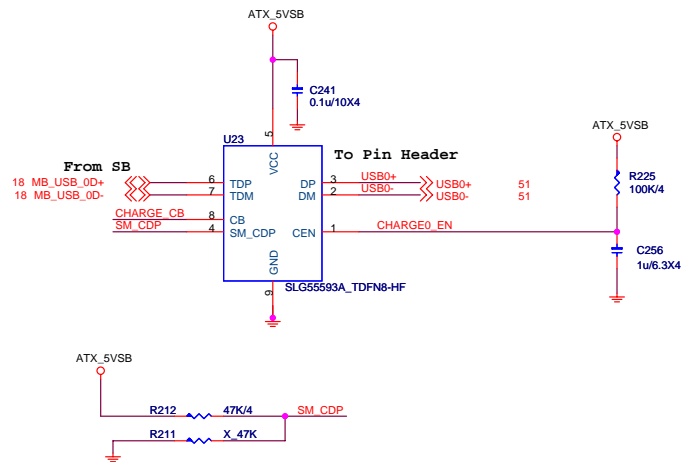 ATX_5VSB
C241
0.1u/10X4
U23
5
VCC
From SB
To Pin Header
ATX_5VSB
18 MB_USB_0D+
6
TDP
DP
3
USB0+
USB0+
51
18 MB_USB_0D-
7
TDM
DM
2
USB0-
USB0-
51
R225
100K/4
CHARGE_CB
8
CB
SM_CDP
4
SM_CDP
CEN
1
CHARGE0_EN
C256
1u/6.3X4
GND
9
SLG55593A_TDFN8-HF
ATX_5VSB
R212
47K/4
SM_CDP
R211
X_47K